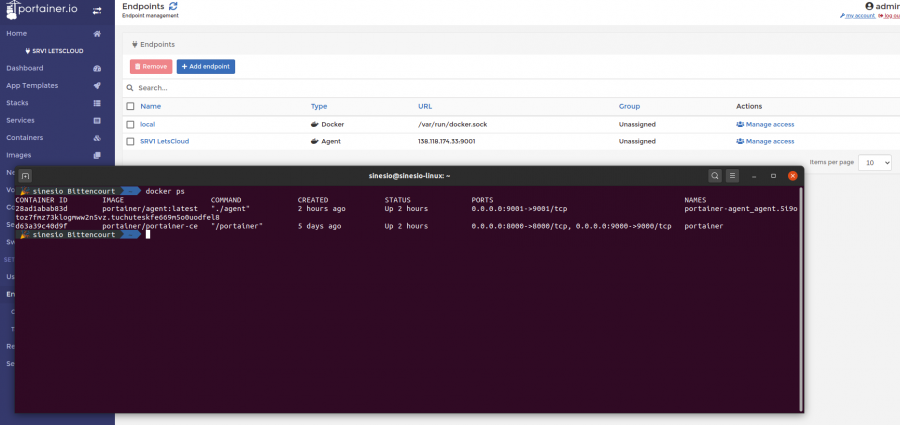 portainer.io
Endpoints
Endpoint management
admin
my account log ou
Home
SRV1 LETSCLOUD
Dashboard
App Templates
Stacks
Services
Containers
Images
Ne
Vo
Co
Se
Sw
SET
Us
En
C
T
Re
Se
Endpoints
Remove
Add endpoint
Search...
Name Type URL Group Actions
local Docker /var/run/docker.sock Unassigned Manage access
SRV1 LetsCloud Agent 138.118.174.33:9001 Unassigned Manage access
Items per page 10
sinesio@sinesio-linux: ~
sinesio Bittencourt ~ docker ps
CONTAINER ID IMAGE COMMAND CREATED STATUS PORTS NAMES
28ad1abab83d portainer/agent:latest "./agent" 2 hours ago Up 2 hours 0.0.0.0:9001->9001/tcp portainer-agent_agent.5i9o
toz7fmz73klogmww2n5vz.tuchuteskfe669n5o0uodfel8
d63a39c40d9f portainer/portainer-ce "/portainer" 5 days ago Up 2 hours 0.0.0.0:8000->8000/tcp, 0.0.0.0:9000->9000/tcp portainer
sinesio Bittencourt ~